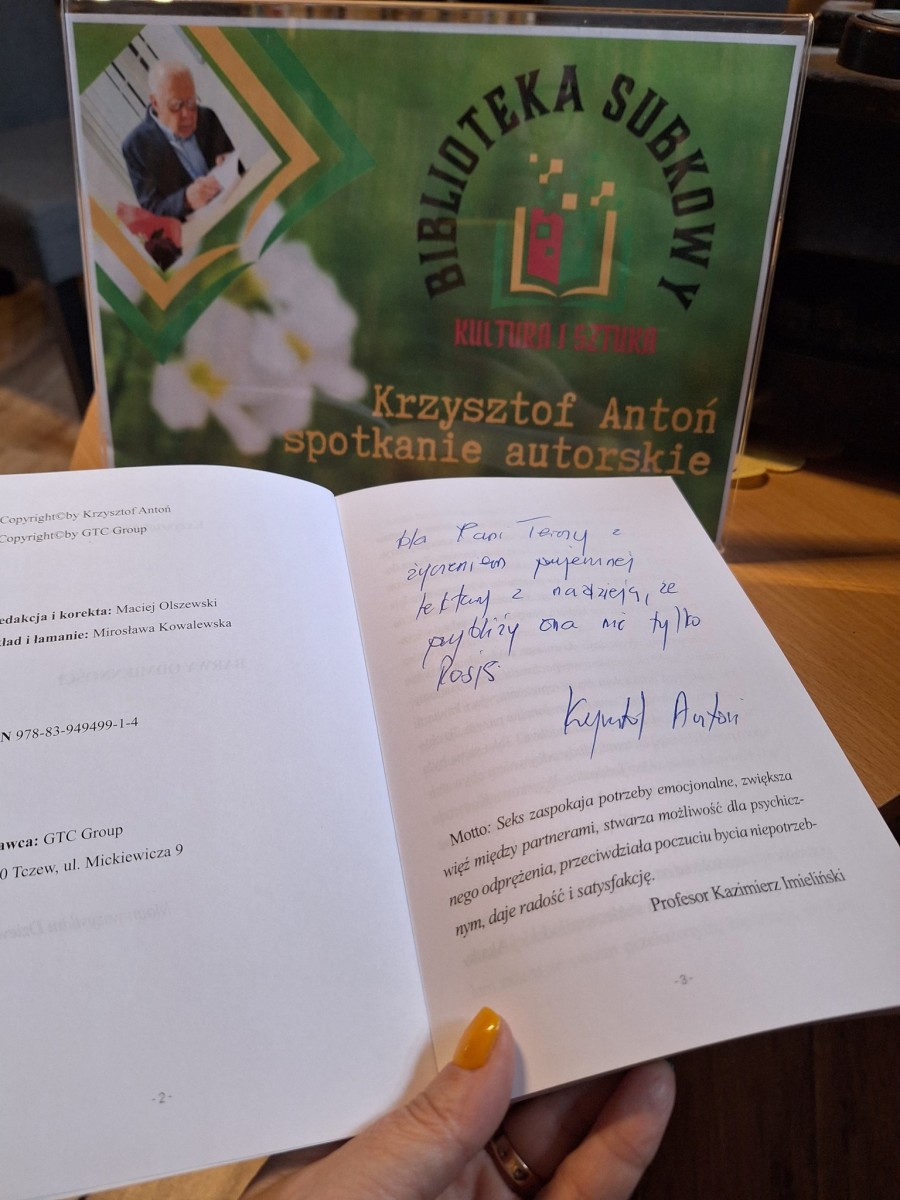 BIBLIOTEKA SUBKOWY
KULTURA I SZTUKA
Krzysztof Antoń
spotkanie autorskie
Copyright©by Krzysztof Antoń
Copyright©by GTC Group
edakcja i korekta: Maciej Olszewski
kład i łamanie: Mirosława Kowalewska
N 978-83-949499-1-4
awca: GTC Group
0 Tczew, ul. Mickiewicza 9
-2-
Dla Pani Teresy z
życzeniem przyjemnej
lektury z nadzieją, że
przybliży ona nie tylko
Rosję.
Krzysztof Antoń
Motto: Seks zaspokaja potrzeby emocjonalne, zwiększa
więź między partnerami, stwarza możliwość dla psychicz-
nego odprężenia, przeciwdziała poczuciu bycia niepotrzeb-
nym, daje radość i satysfakcję.
Profesor Kazimierz Imieliński
-3-